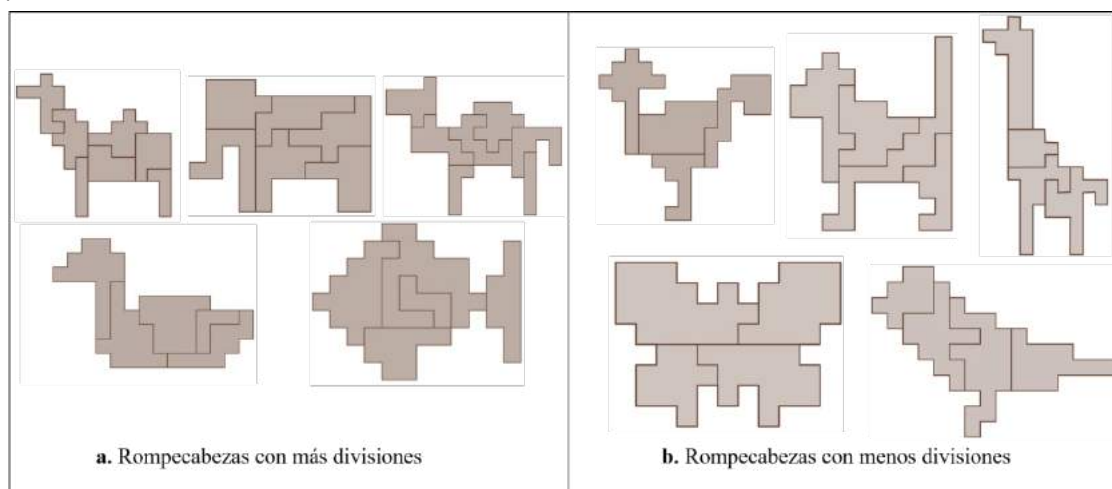 a. Rompecabezas con más divisiones
b. Rompecabezas con menos divisiones